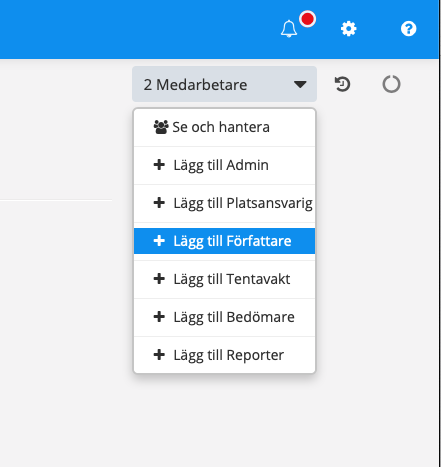 2 Medarbetare
Se och hantera
Lägg till Admin
Lägg till Platsansvarig
Lägg till Författare
Lägg till Tentavakt
Lägg till Bedömare
Lägg till Reporter